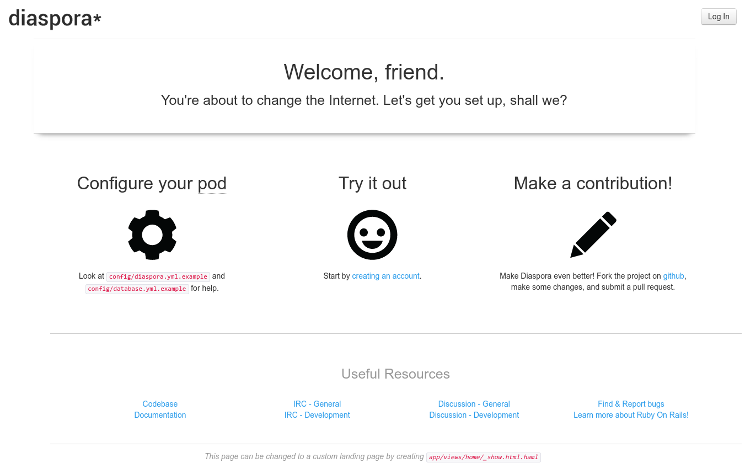 diaspora*
Log In
Welcome, friend.
You're about to change the Internet. Let's get you set up, shall we?
Configure your pod
Look at config/diaspora.yml.example and
config/database.yml.example for help.
Try it out
Start by creating an account.
Make a contribution!
Make Diaspora even better! Fork the project on github,
make some changes, and submit a pull request.
Useful Resources
Codebase
Documentation
IRC - General
IRC - Development
Discussion - General
Discussion - Development
Find & Report bugs
Learn more about Ruby On Rails!
This page can be changed to a custom landing page by creating app/views/home/_show.html.haml